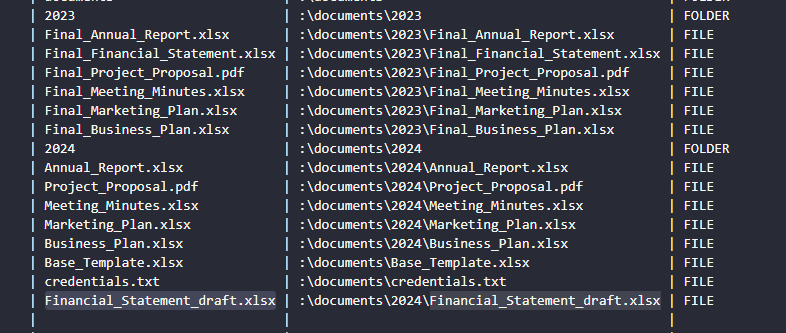 | 2023 | :\documents\2023 | FOLDER
| Final_Annual_Report.xlsx | :\documents\2023\Final_Annual_Report.xlsx | FILE
| Final_Financial_Statement.xlsx | :\documents\2023\Final_Financial_Statement.xlsx | FILE
| Final_Project_Proposal.pdf | :\documents\2023\Final_Project_Proposal.pdf | FILE
| Final_Meeting_Minutes.xlsx | :\documents\2023\Final_Meeting_Minutes.xlsx | FILE
| Final_Marketing_Plan.xlsx | :\documents\2023\Final_Marketing_Plan.xlsx | FILE
| Final_Business_Plan.xlsx | :\documents\2023\Final_Business_Plan.xlsx | FILE
| 2024 | :\documents\2024 | FOLDER
| Annual_Report.xlsx | :\documents\2024\Annual_Report.xlsx | FILE
| Project_Proposal.pdf | :\documents\2024\Project_Proposal.pdf | FILE
| Meeting_Minutes.xlsx | :\documents\2024\Meeting_Minutes.xlsx | FILE
| Marketing_Plan.xlsx | :\documents\2024\Marketing_Plan.xlsx | FILE
| Business_Plan.xlsx | :\documents\2024\Business_Plan.xlsx | FILE
| Base_Template.xlsx | :\documents\Base_Template.xlsx | FILE
| credentials.txt | :\documents\credentials.txt | FILE
| Financial_Statement_draft.xlsx | :\documents\2024\Financial_Statement_draft.xlsx | FILE